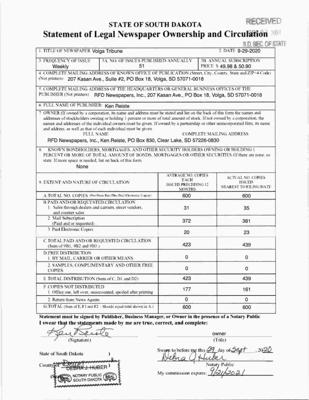 RECEIVED
STATE OF SOUTH DAKOTA
Statement of Legal Newspaper Ownership and Circulation
S.D. SEC. OF STATE
1. TITLE OF NEWSPAPER Volga Tribune
2. DATE 9-29-2020
3. FREQUENCY OF ISSUE
Weekly
3A. NO. OF ISSUES PUBLISHED ANNUALLY
51
3B. ANNUAL SUBSCRIPTION
PRICE $ 49.98 & 50.90
4. COMPLETE MAILING ADDRESS OF KNOWN OFFICE OF PUBLICATION (Street, City, County, State and ZIP+4 Code)
(Not printers) 207 Kasan Ave., Suite #2, PO Box 18, Volga, SD 57071-0018
5. COMPLETE MAILING ADDRESS OF THE HEADQUARTERS OR GENERAL BUSINESS OFFICES OF THE
PUBLISHER (Not printers) RFD Newspapers, Inc., 207 Kasan Ave., PO Box 18, Volga, SD 57071-0018
6. FULL NAME OF PUBLISHER: Ken Reiste
7. OWNER (If owned by a corporation, its name and address must be stated and list on the back of this form the names and
addresses of stockholders owning or holding 1 percent or more of total amount of stock. If not owned by a corporation, the
names and addresses of the individual owners must be given. If owned by a partnership or other unincorporated firm, its name
and address, as well as that of each individual must be given.
FULL NAME
COMPLETE MAILING ADDRESS
RFD Newspapers, Inc., Ken Reiste, PO Box 830, Clear Lake, SD 57226-0830
8. KNOWN BONDHOLDERS, MORTGAGES, AND OTHER SECURITY HOLDERS OWNING OR HOLDING 1
PERCENT OR MORE OF TOTAL AMOUNT OF BONDS, MORTGAGES OR OTHER SECURITIES (If there are none, so
state. If more space is needed, list on back of this form.
None
9. EXTENT AND NATURE OF CIRCULATION
AVERAGE NO. COPIES
EACH
ISSUE PRECEDING 12
MONTHS
ACTUAL NO. COPIES
ISSUED
NEAREST TO FILING DATE
A. TOTAL NO. COPIES
600
600
B. PAID AND/OR REQUESTED CIRCULATION
1. Sales through dealers and carriers, street vendors,
and counter sales
31
35
2. Mail Subscription
(Paid and or requested)
372
381
3. Paid Electronic Copies
20
23
C. TOTAL PAID AND/OR REQUESTED CIRCULATION
(Sum of 9B1, 9B2 and 9B3)
423
439
D. FREE DISTRIBUTION
1. BY MAIL, CARRIER OR OTHER MEANS
0
0
2. SAMPLES, COMPLIMENTARY AND OTHER FREE
COPIES
0
0
E. TOTAL DISTRIBUTION (Sum of C, D1 and D2)
423
439
F. COPIES NOT DISTRIBUTED
1. Office use, left over, unaccounted, spoiled after printing
177
161
2. Return from News Agents
0
0
G. TOTAL (Sum of E, F1 and F2 - Should equal total shown in A.)
600
600
Statement must be signed by Publisher, Business Manager, or Owner in the presence of a Notary Public
I swear that the statements made by me are true, correct, and complete:
Ken Reiste
owner
(Signature)
(Title)
State of South Dakota )
Sworn to before me this 29 day of Sept 2020
Debra J. Huber
County of
DEBRA J. HUBER
NOTARY PUBLIC
SOUTH DAKOTA
Notary Public
My commission expires: